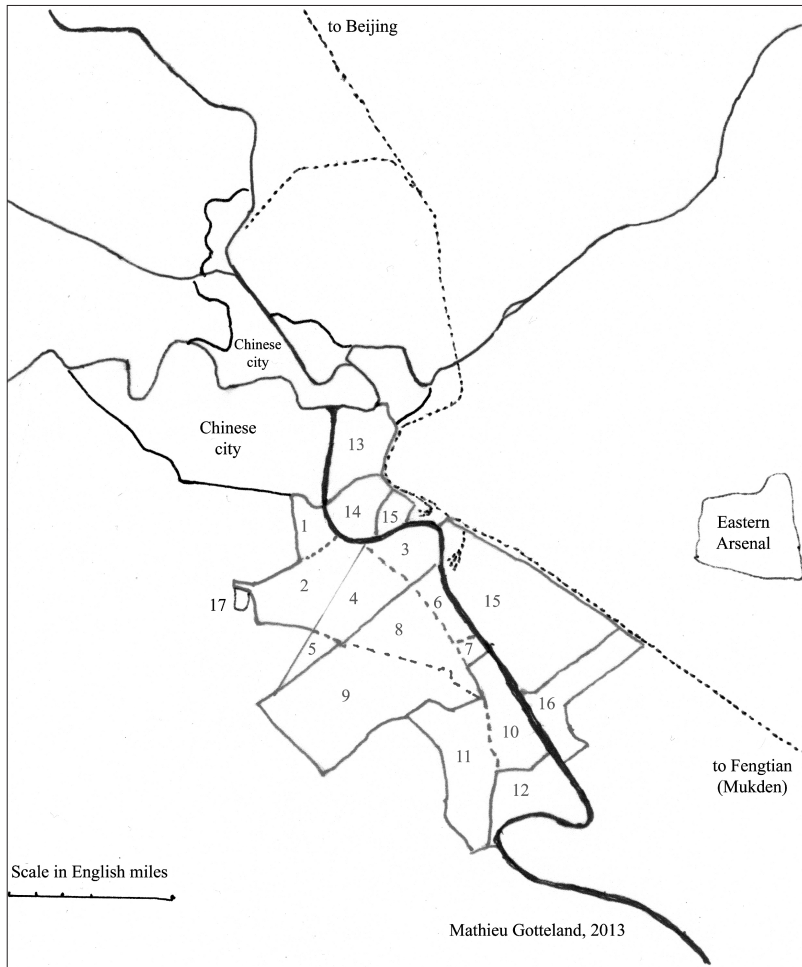 to Beijing
Chinese
city
Chinese
city
13
14
15
1
3
Eastern
Arsenal
2
17
4
6
15
8
5
7
9
16
10
11
to Fengtian
(Mukden)
12
Scale in English miles
Mathieu Gotteland, 2013